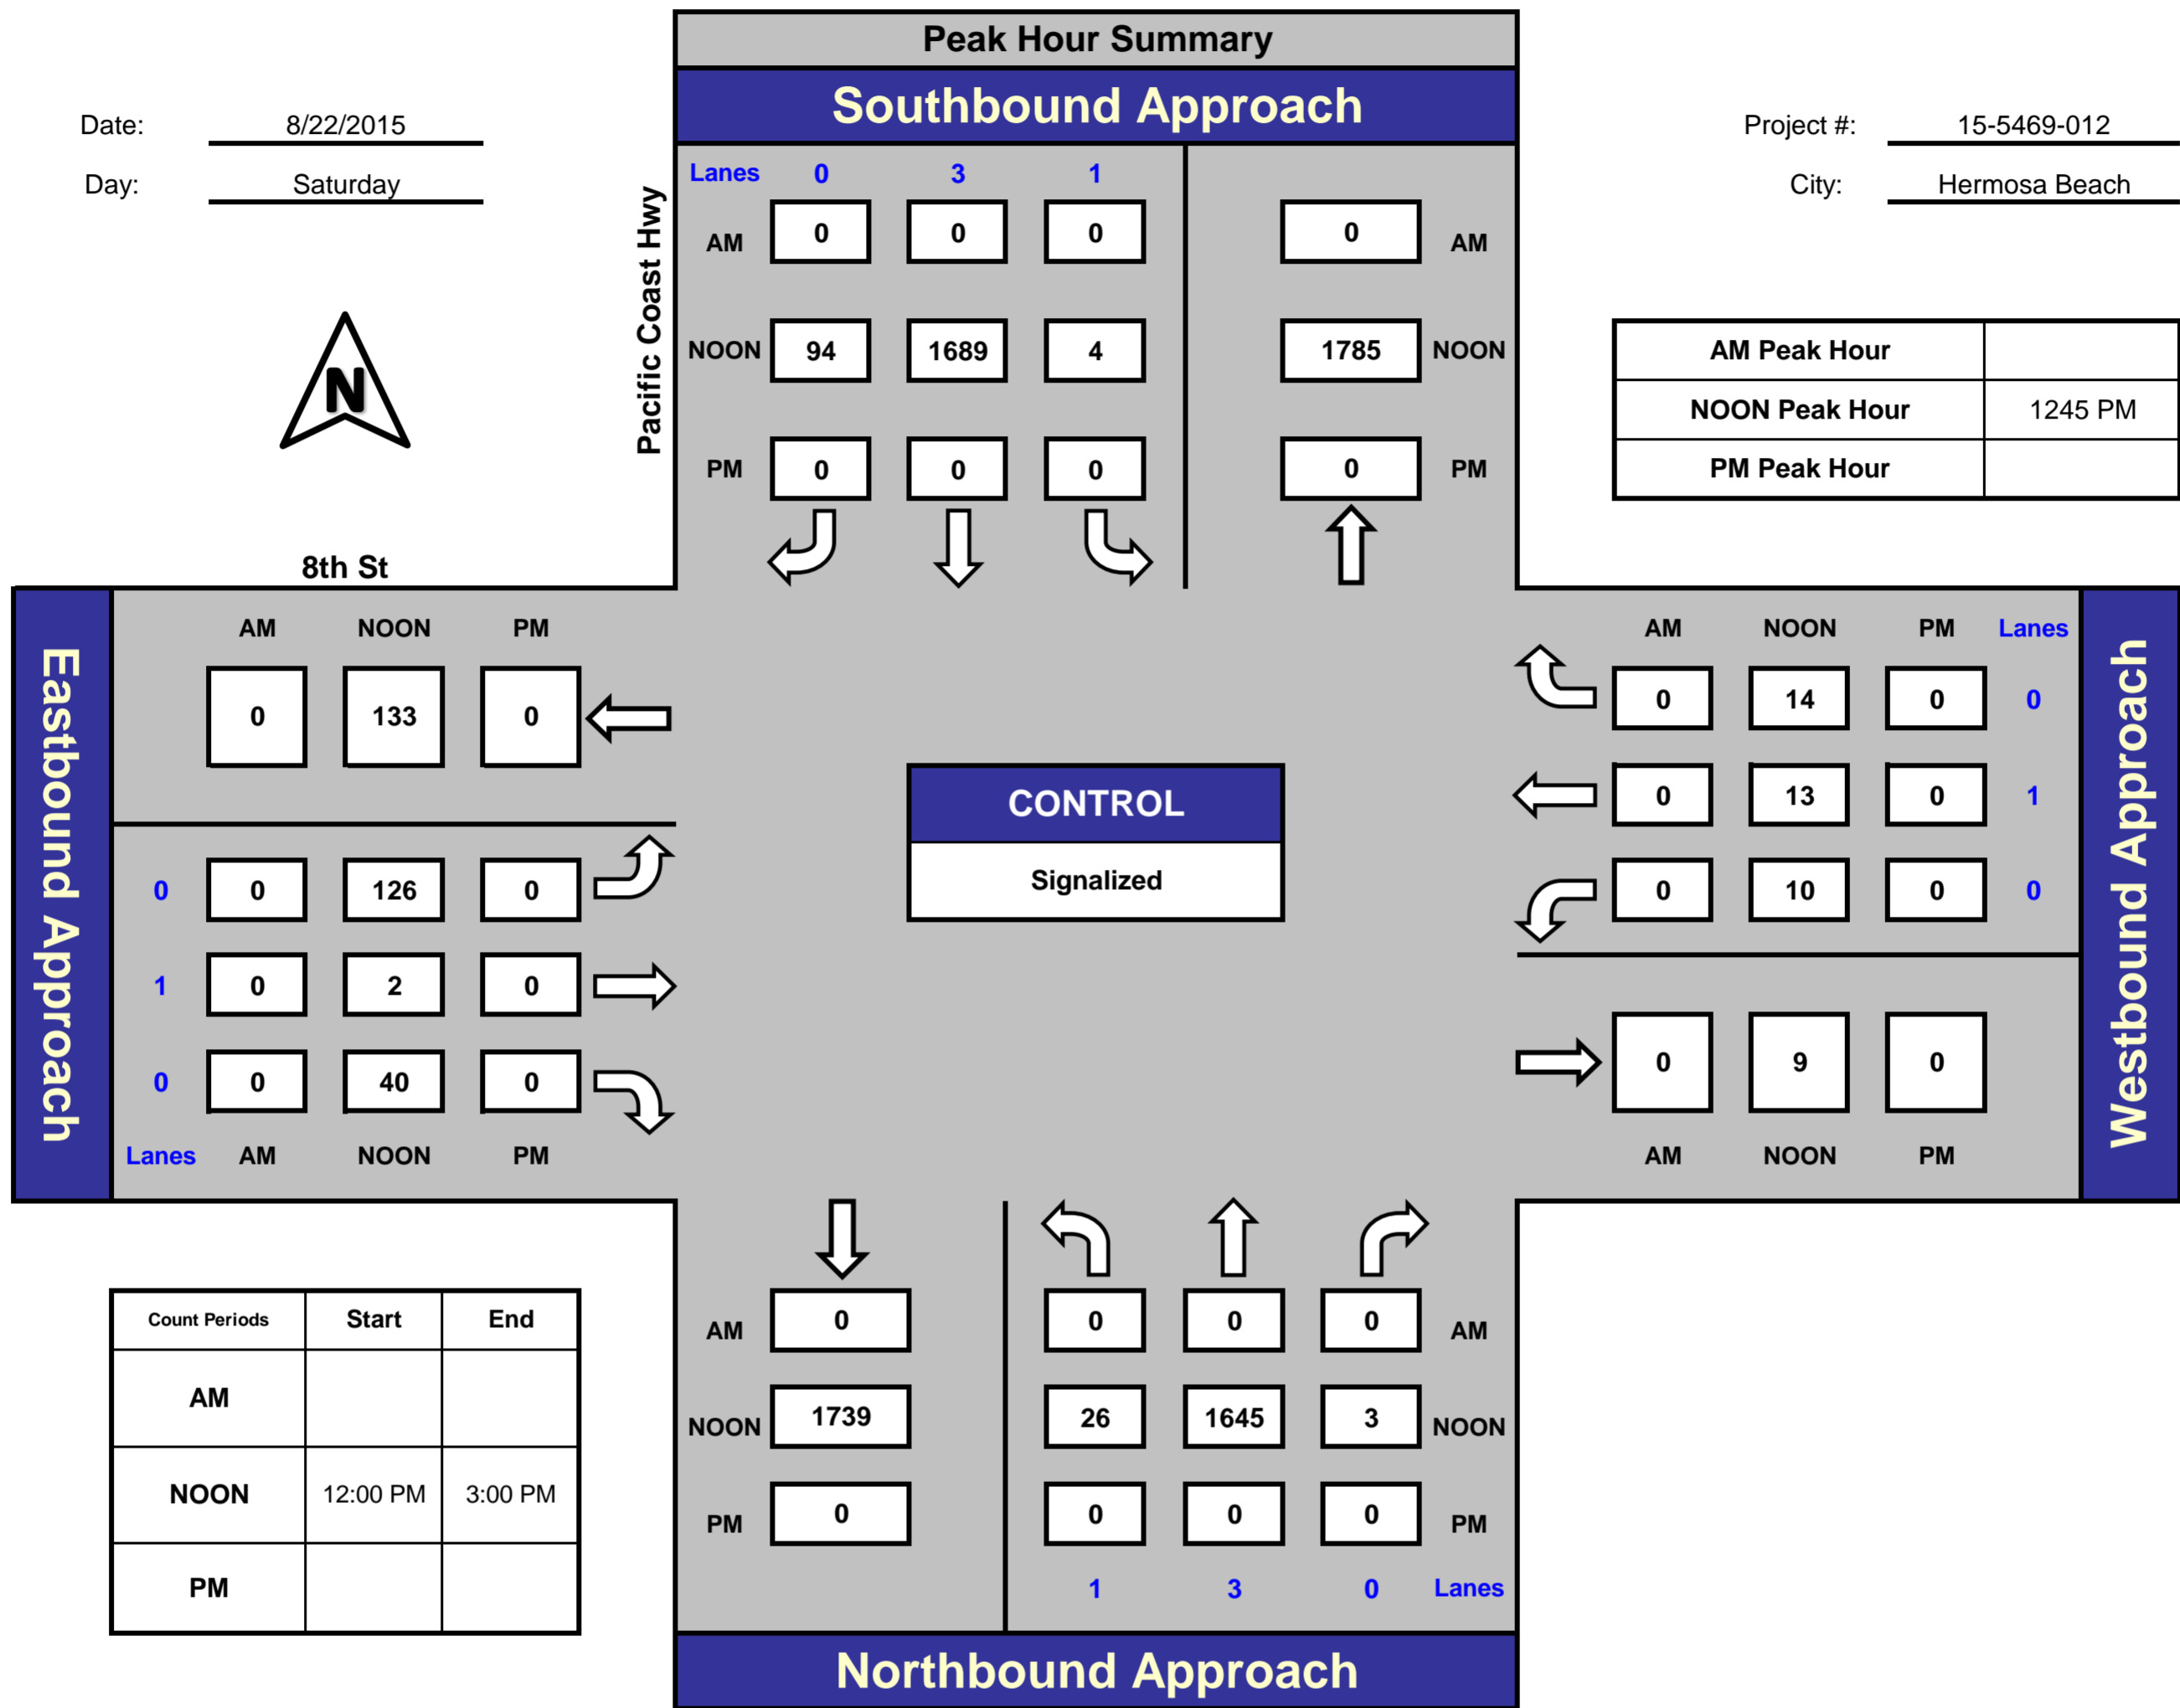 Peak Hour Summary
Southbound Approach
Date: 8/22/2015
Project #: 15-5469-012
Day: Saturday
City: Hermosa Beach
Pacific Coast Hwy
Lanes 0 3 1
AM 0 0 0 0 AM
NOON 94 1689 4 1785 NOON
PM 0 0 0 0 PM
N
AM Peak Hour
NOON Peak Hour 1245 PM
PM Peak Hour
8th St
Eastbound Approach
AM NOON PM
0 133 0
0 0 126 0
1 0 2 0
0 0 40 0
Lanes AM NOON PM
CONTROL
Signalized
Westbound Approach
AM NOON PM Lanes
0 14 0 0
0 13 0 1
0 10 0 0
0 9 0
AM NOON PM
Count Periods Start End
AM
NOON 12:00 PM 3:00 PM
PM
AM 0 0 0 0 AM
NOON 1739 26 1645 3 NOON
PM 0 0 0 0 PM
1 3 0 Lanes
Northbound Approach